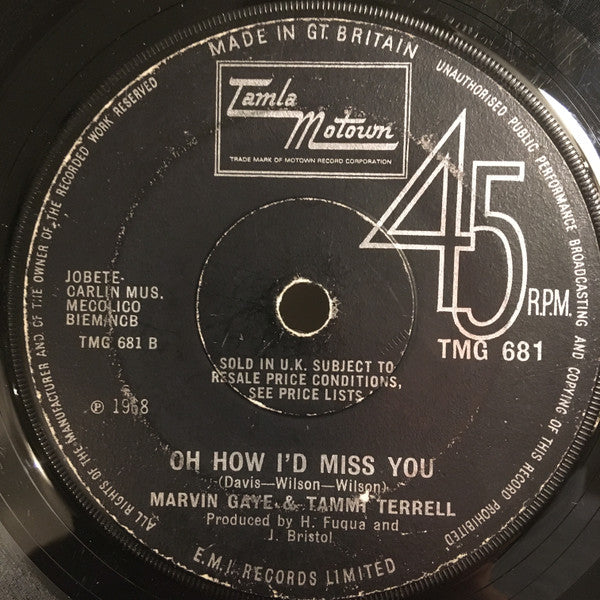 MADE IN GT. BRITAIN
UNAUTHORISED PUBLIC PERFORMANCE BROADCASTING AND COPYING OF THIS RECORD PROHIBITED
ALL RIGHTS OF THE MANUFACTURER AND OF THE OWNER OF THE RECORDED WORK RESERVED
Tamla
Motown
TRADE MARK OF MOTOWN RECORD CORPORATION
45
R.P.M.
TMG 681
JOBETE-
CARLIN MUS.
MECOLICO
BIEM/NCB
TMG 681 B
℗ 1968
SOLD IN U.K. SUBJECT TO
RESALE PRICE CONDITIONS,
SEE PRICE LISTS
OH HOW I'D MISS YOU
(Davis—Wilson—Wilson)
MARVIN GAYE & TAMMI TERRELL
Produced by H. Fuqua and
J. Bristol
E.M.I. RECORDS LIMITED